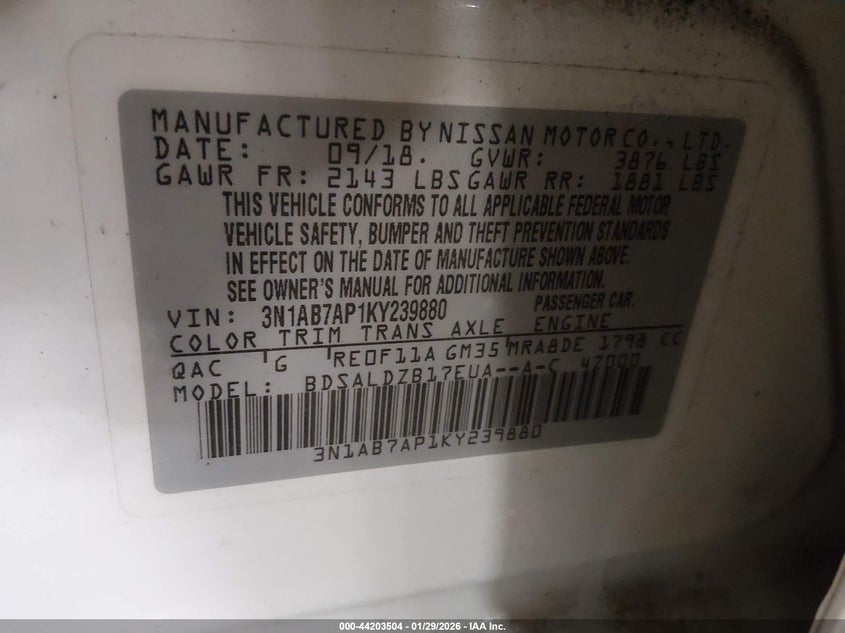 MANUFACTURED BY NISSAN MOTOR CO., LTD.
DATE: 09/18. GVWR: 3876 LBS
GAWR FR: 2143 LBS GAWR RR: 1881 LBS
THIS VEHICLE CONFORMS TO ALL APPLICABLE FEDERAL MOTOR
VEHICLE SAFETY, BUMPER AND THEFT PREVENTION STANDARDS
IN EFFECT ON THE DATE OF MANUFACTURE SHOWN ABOVE.
SEE OWNER'S MANUAL FOR ADDITIONAL INFORMATION.
VIN: 3N1AB7AP1KY239880 PASSENGER CAR.
COLOR TRIM TRANS AXLE ENGINE
QAC G RE0F11A GM35 MRA8DE 1798 CC
MODEL: BDSALDZB17EUA--A-C 47000
3N1AB7AP1KY239880
000-44203504 - 01/29/2026 - IAA Inc.